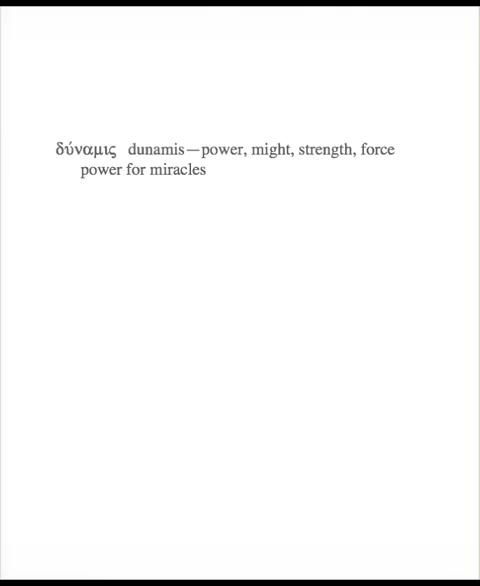 δύναμις dunamis—power, might, strength, force
power for miracles